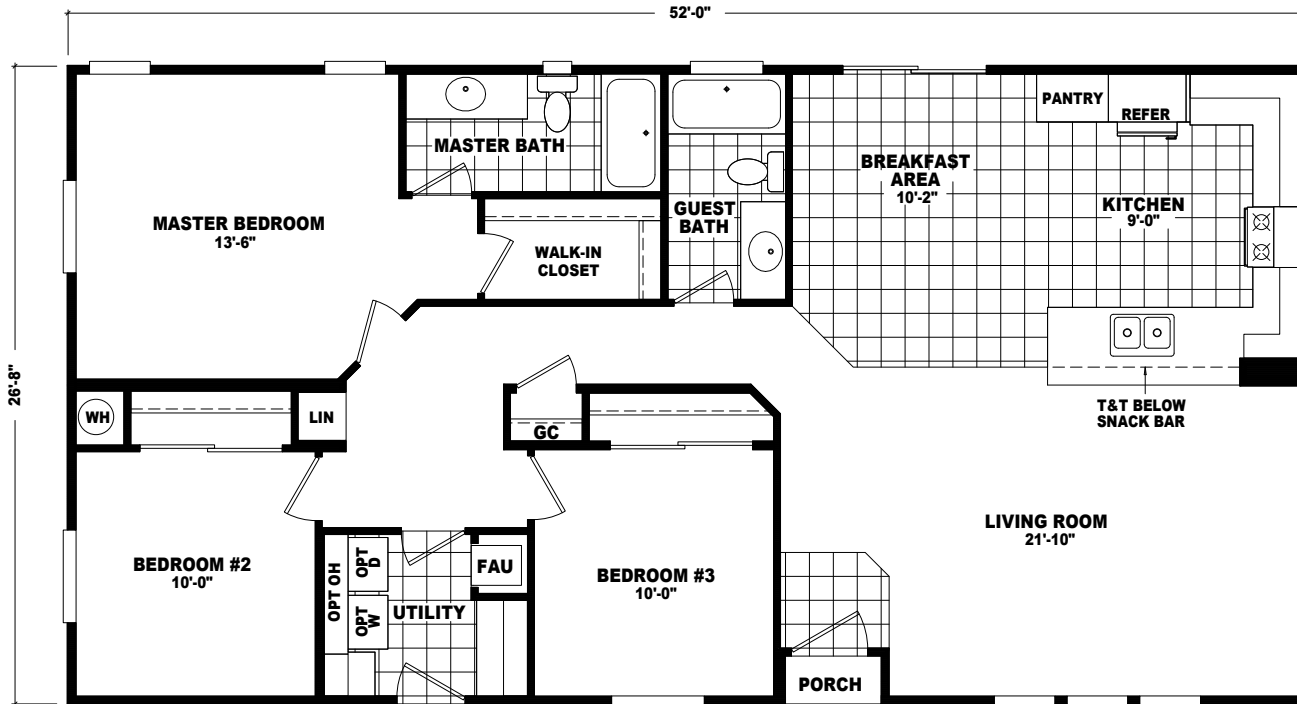 52'-0"
26'-8"
MASTER BEDROOM
13'-6"
MASTER BATH
WALK-IN
CLOSET
GUEST
BATH
BREAKFAST
AREA
10'-2"
PANTRY
REFER
KITCHEN
9'-0"
T&T BELOW
SNACK BAR
WH
LIN
GC
BEDROOM #2
10'-0"
OPT OH
OPT
D
OPT
W
UTILITY
FAU
BEDROOM #3
10'-0"
LIVING ROOM
21'-10"
PORCH